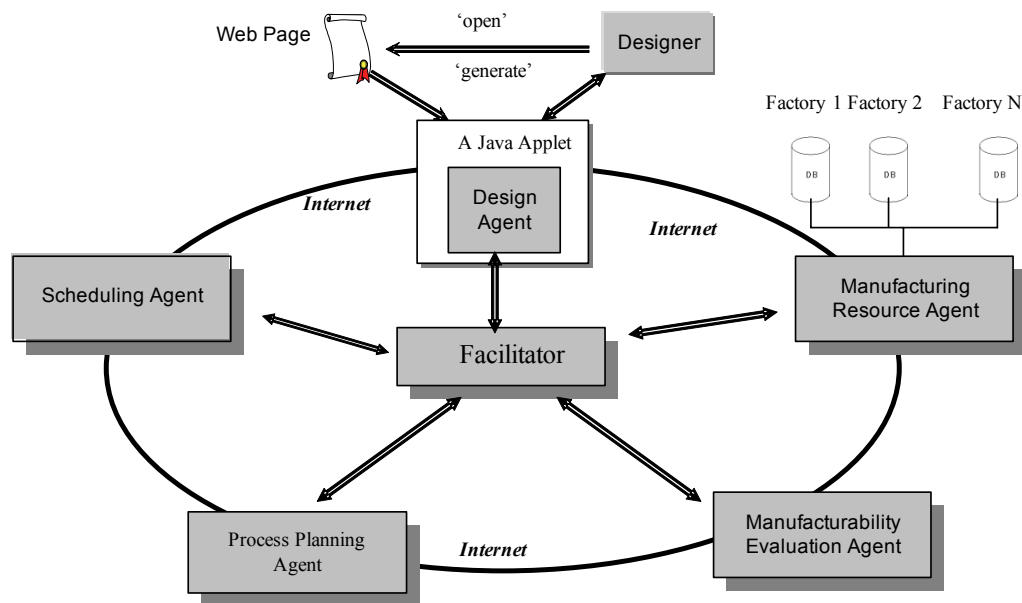 ‘open’
Web Page
Designer
‘generate’
Factory 1 Factory 2 Factory N
A Java Applet
DB DB DB
Design
Agent
Internet
Internet
Scheduling Agent
Manufacturing
Resource Agent
Facilitator
Process Planning
Agent
Internet
Manufacturability
Evaluation Agent